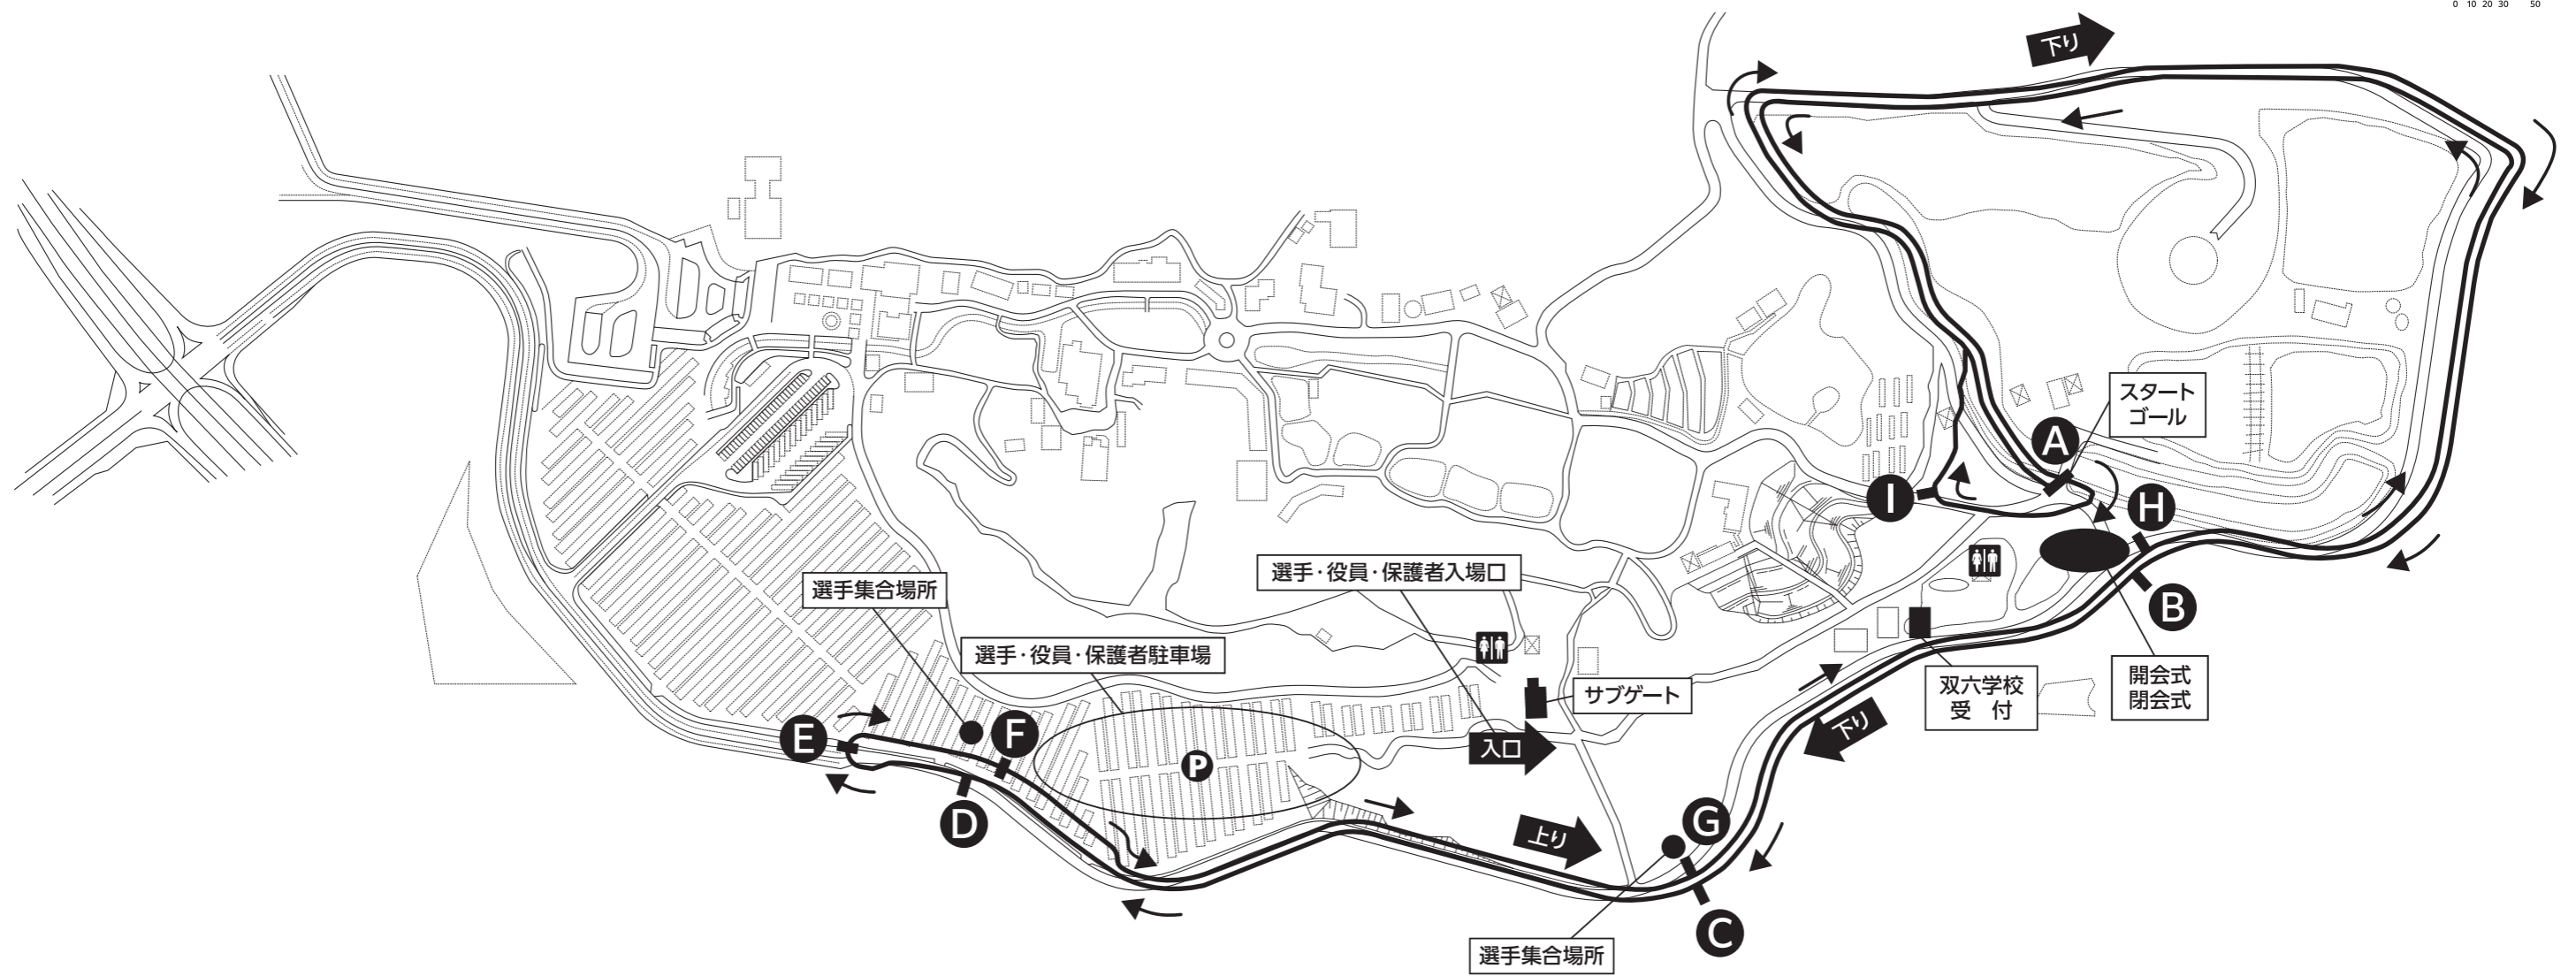 0 10 20 30 50
下り
スタート
ゴール
A
I
H
B
選手・役員・保護者入場口
選手集合場所
選手・役員・保護者駐車場
サブゲート
双六学校
受 付
開会式
閉会式
E
F
P
D
入口
下り
上り
G
C
選手集合場所